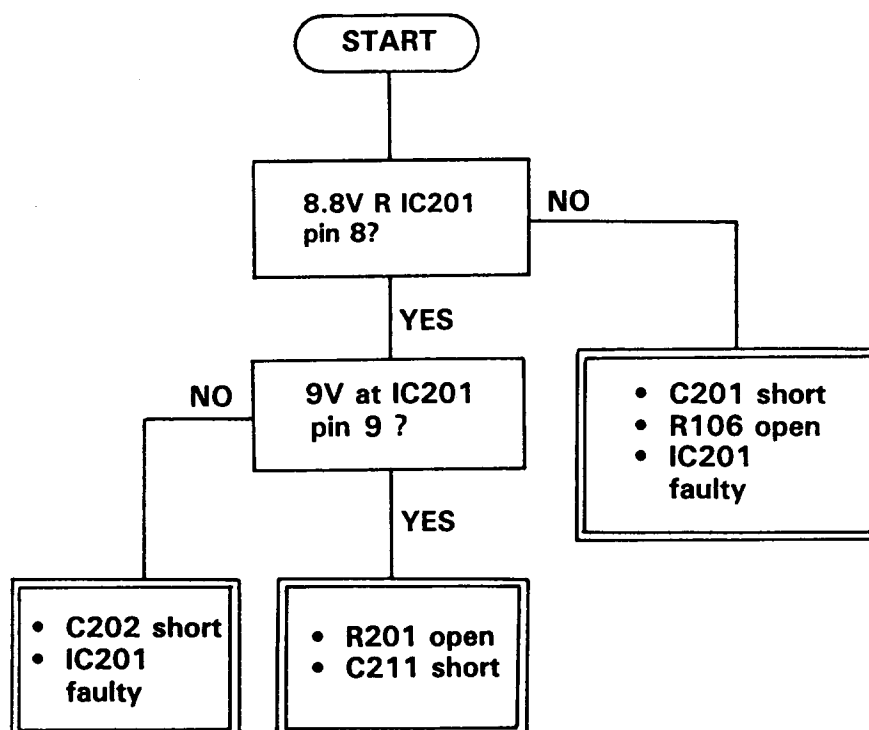 START
8.8V R IC201
pin 8?
NO
YES
9V at IC201
pin 9 ?
NO
YES
• C201 short
• R106 open
• IC201
faulty
• C202 short
• IC201
faulty
• R201 open
• C211 short